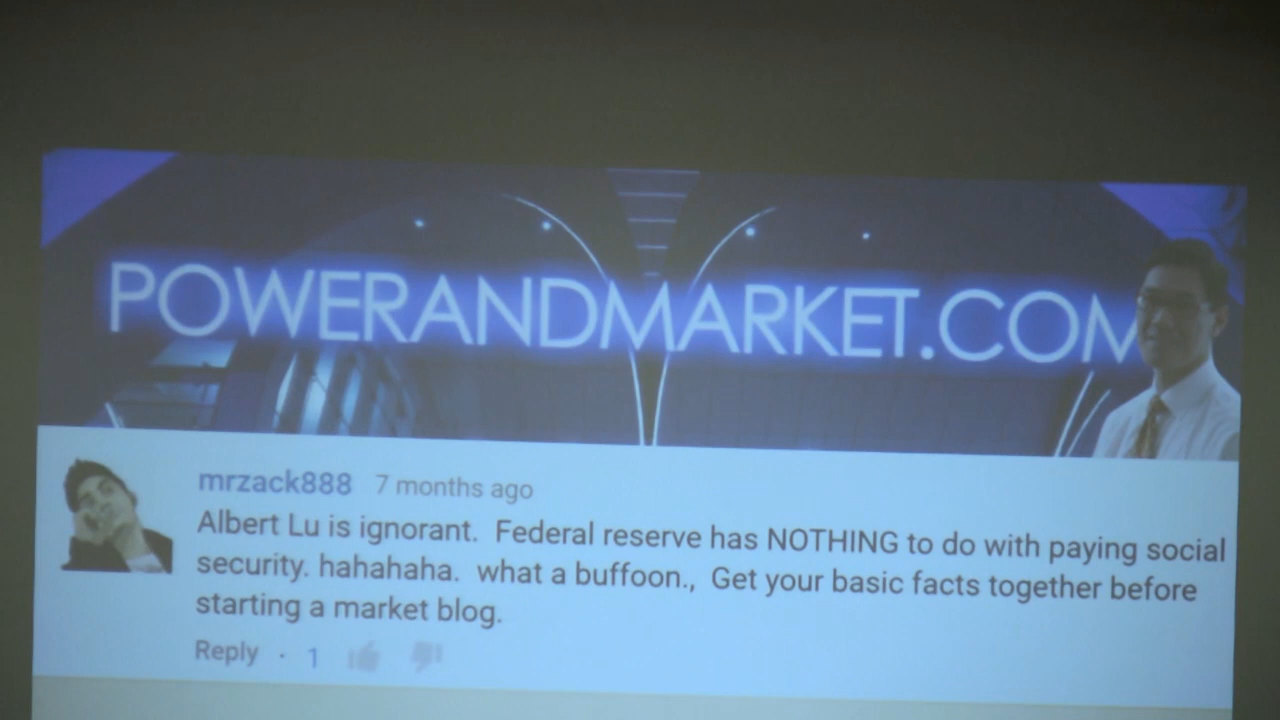 POWERANDMARKET.COM
mrzack888 7 months ago
Albert Lu is ignorant.  Federal reserve has NOTHING to do with paying social
security. hahahaha.  what a buffoon.,  Get your basic facts together before
starting a market blog.
Reply · 1